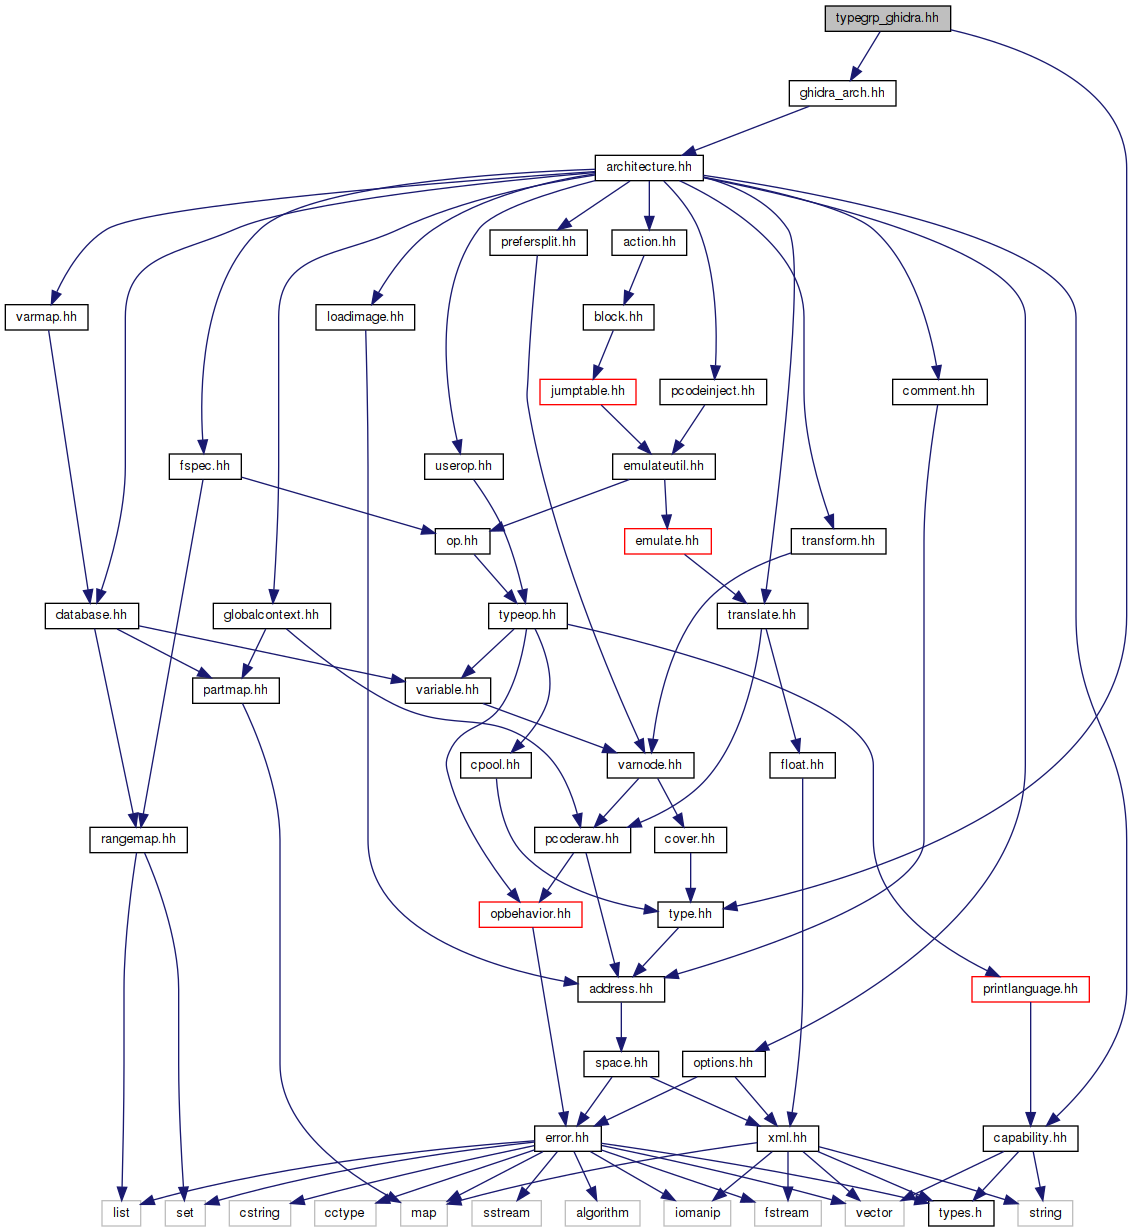 typegrp_ghidra.hh
ghidra_arch.hh
architecture.hh
prefersplit.hh
action.hh
varmap.hh
loadimage.hh
block.hh
jumptable.hh
pcodeinject.hh
comment.hh
fspec.hh
userop.hh
emulateutil.hh
op.hh
emulate.hh
transform.hh
database.hh
globalcontext.hh
typeop.hh
translate.hh
partmap.hh
variable.hh
cpool.hh
varnode.hh
float.hh
rangemap.hh
pcoderaw.hh
cover.hh
opbehavior.hh
type.hh
address.hh
printlanguage.hh
space.hh
options.hh
error.hh
xml.hh
capability.hh
list
set
cstring
cctype
map
sstream
algorithm
iomanip
fstream
vector
types.h
string